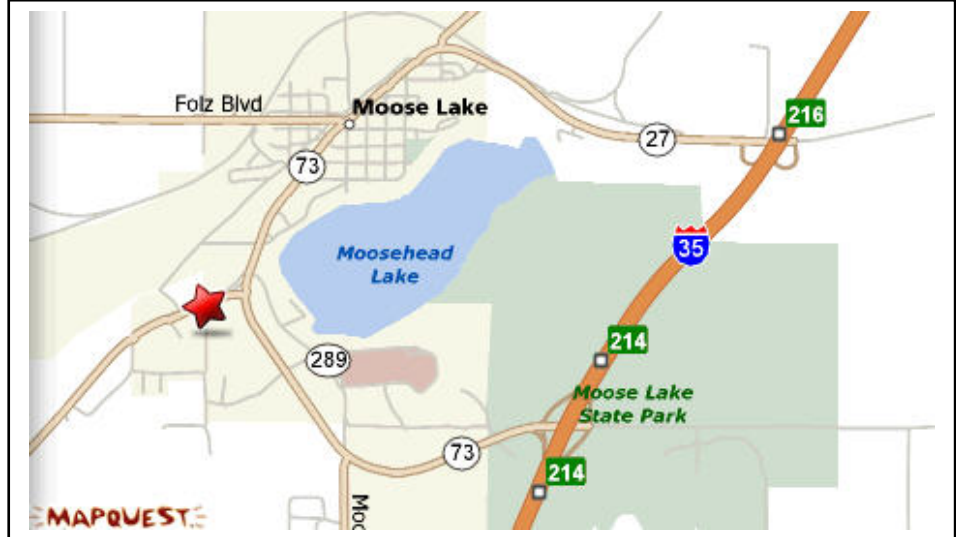 Folz Blvd
Moose Lake
216
27
73
Moosehead
Lake
35
214
289
Moose Lake
State Park
73
214
MAPQUEST